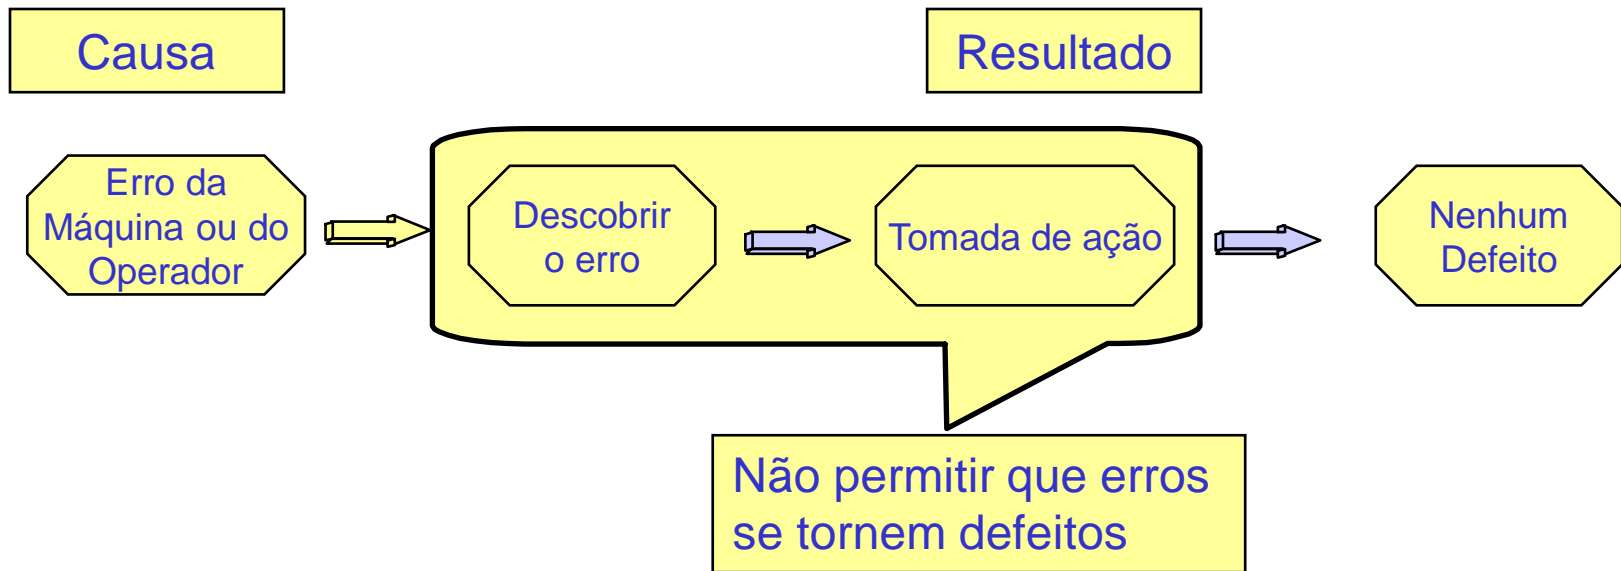 Causa
Resultado
Erro da
Máquina ou do
Operador
Descobrir
o erro
Tomada de ação
Nenhum
Defeito
Não permitir que erros
se tornem defeitos